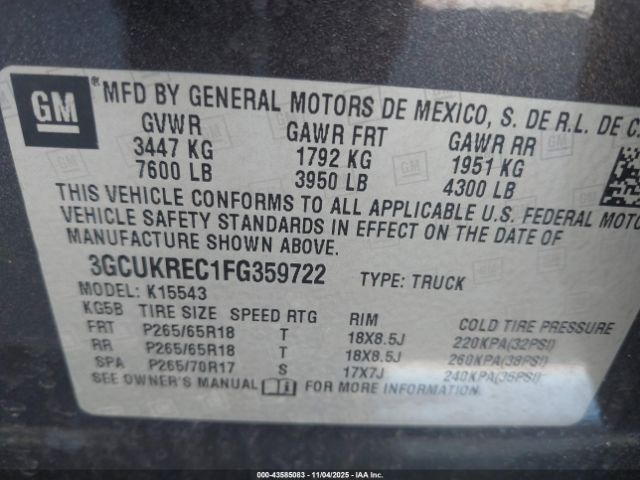 GM
® MFD BY GENERAL MOTORS DE MEXICO, S. DE R.L. DE C.
GVWR GAWR FRT GAWR RR
3447 KG 1792 KG 1951 KG
7600 LB 3950 LB 4300 LB
THIS VEHICLE CONFORMS TO ALL APPLICABLE U.S. FEDERAL MOTO
VEHICLE SAFETY STANDARDS IN EFFECT ON THE DATE OF
MANUFACTURE SHOWN ABOVE.
3GCUKREC1FG359722 TYPE: TRUCK
MODEL: K15543
KG5B TIRE SIZE SPEED RTG RIM COLD TIRE PRESSURE
FRT P265/65R18 T 18X8.5J 220KPA(32PSI)
RR P265/65R18 T 18X8.5J 260KPA(38PSI)
SPA P265/70R17 S 17X7J 240KPA(35PSI)
SEE OWNER'S MANUAL FOR MORE INFORMATION.
000-43585083 - 11/04/2025 - IAA Inc.